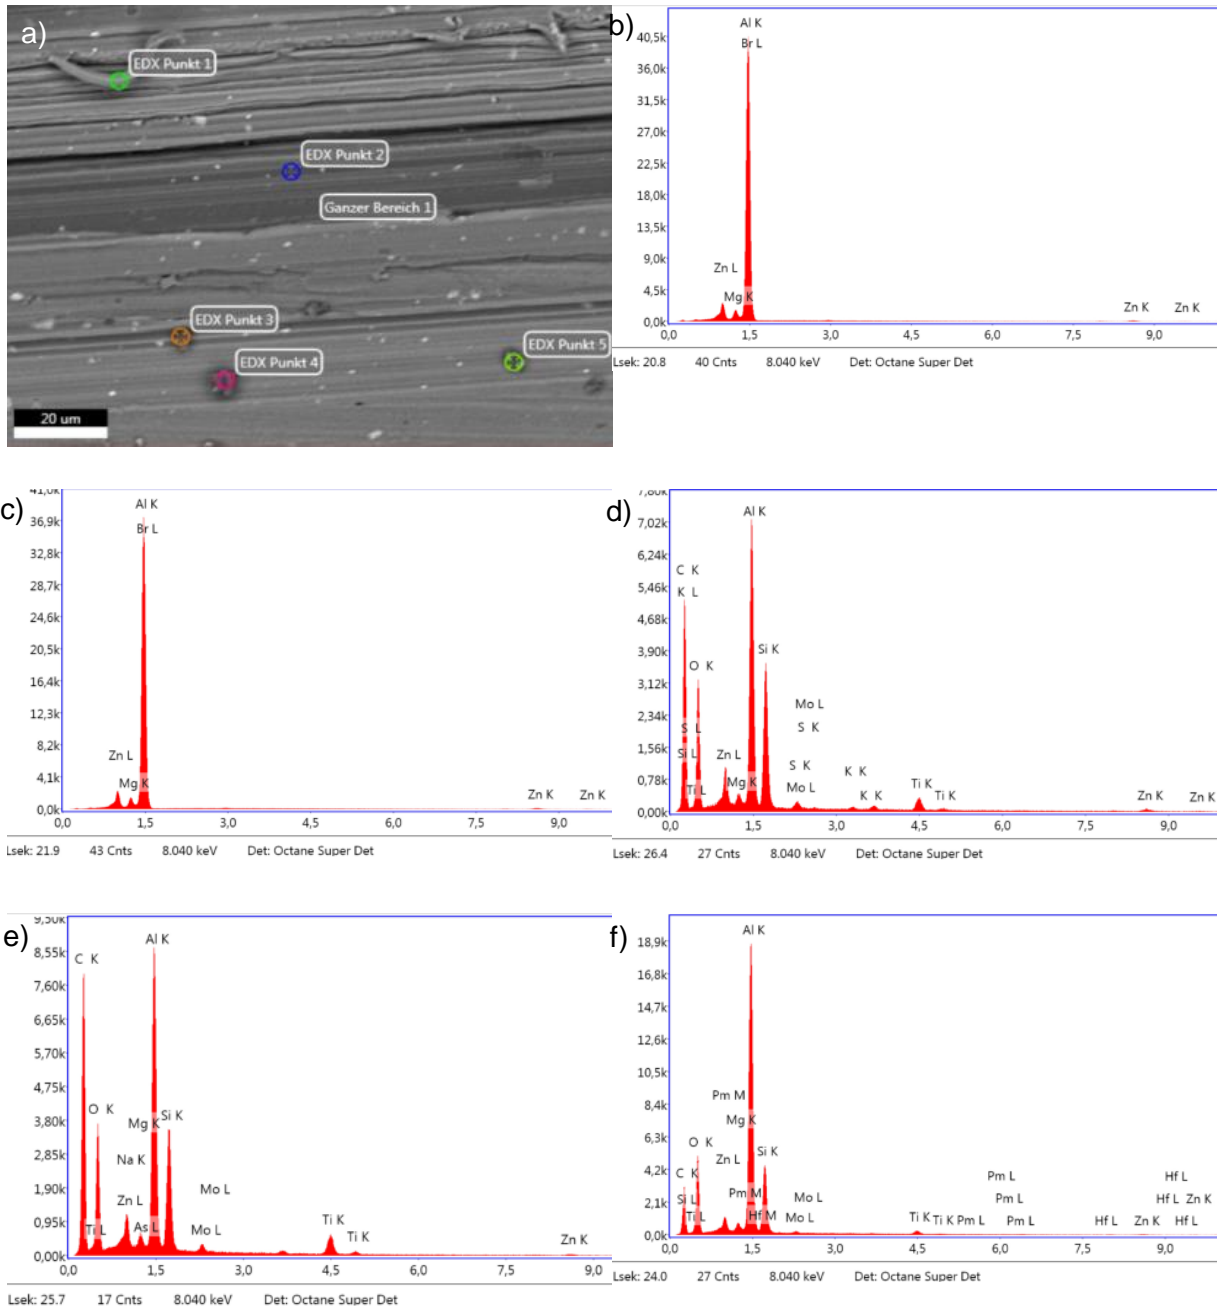 a)
EDX Punkt 1
EDX Punkt 2
Ganzer Bereich 1
EDX Punkt 3
EDX Punkt 4
EDX Punkt 5
20 um
b)
Al K
Br L
40,5k
36,0k
31,5k
27,0k
22,5k
18,0k
13,5k
9,0k
4,5k
0,0k
Zn L
Mg K
Zn K Zn K
0,0 1,5 3,0 4,5 6,0 7,5 9,0
Lsek: 20.8 40 Cnts 8.040 keV Det: Octane Super Det
c)
41,0k
36,9k
32,8k
28,7k
24,6k
20,5k
16,4k
12,3k
8,2k
4,1k
0,0k
Al K
Br L
Zn L
Mg K
Zn K Zn K
0,0 1,5 4,5 6,0 7,5
Lsek: 21.9 43 Cnts 8.040 keV Det: Octane Super Det
d)
7,80k
7,02k
6,24k
5,46k
4,68k
3,90k
3,12k
2,34k
1,56k
0,78k
0,00k
Al K
C K
K L
O K
Si K
Mo L
S K
S L
Si L
Ti L
Zn L
Mg K
S K
Mo L
K K
K K
Ti K
Ti K
Zn K Zn K
0,0 1,5 3,0 4,5 6,0 7,5 9,0
Lsek: 26.4 27 Cnts 8.040 keV Det: Octane Super Det
e)
9,50k
8,55k
7,60k
6,65k
5,70k
4,75k
3,80k
2,85k
1,90k
0,95k
0,00k
Al K
C K
O K
Mg K
Si K
Na K
Zn L
Ti L
As L
Mo L
Mo L
Ti K
Ti K
Zn K
0,0 1,5 3,0 4,5 6,0 7,5 9,0
Lsek: 25.7 17 Cnts 8.040 keV Det: Octane Super Det
f)
18,9k
16,8k
14,7k
12,6k
10,5k
8,4k
6,3k
4,2k
2,1k
0,0k
Al K
Pm M
Mg K
O K
Zn L
Si K
C K
Si L
Ti L
Pm M
Hf M
Mo L
Mo L
Ti K
Ti K
Pm L
Pm L
Pm L
Pm L
Hf L
Hf L
Zn K
Hf L
Zn K
Hf L
0,0 1,5 3,0 4,5 6,0 7,5 9,0
Lsek: 24.0 27 Cnts 8.040 keV Det: Octane Super Det